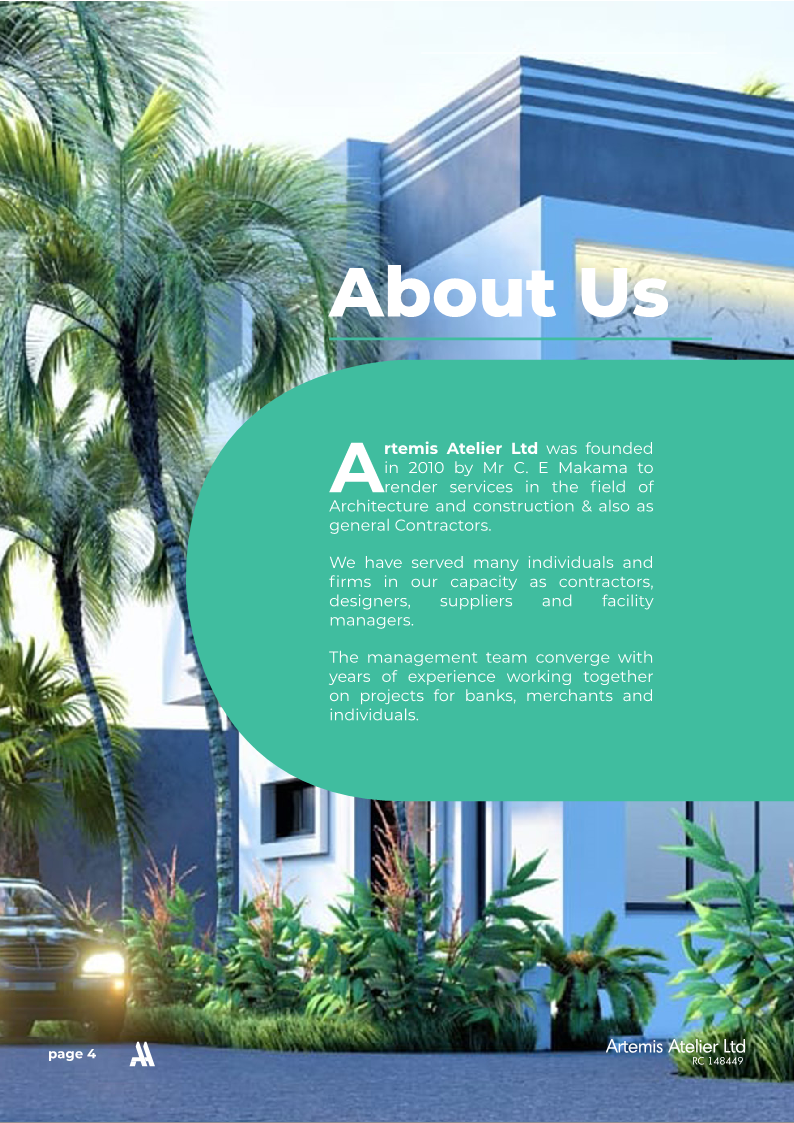 About Us
Artemis Atelier Ltd was founded
in 2010 by Mr C. E Makama to
render services in the field of
Architecture and construction & also as
general Contractors.
We have served many individuals and
firms in our capacity as contractors,
designers, suppliers and facility
managers.
The management team converge with
years of experience working together
on projects for banks, merchants and
individuals.
page 4
Artemis Atelier Ltd
RC 148449